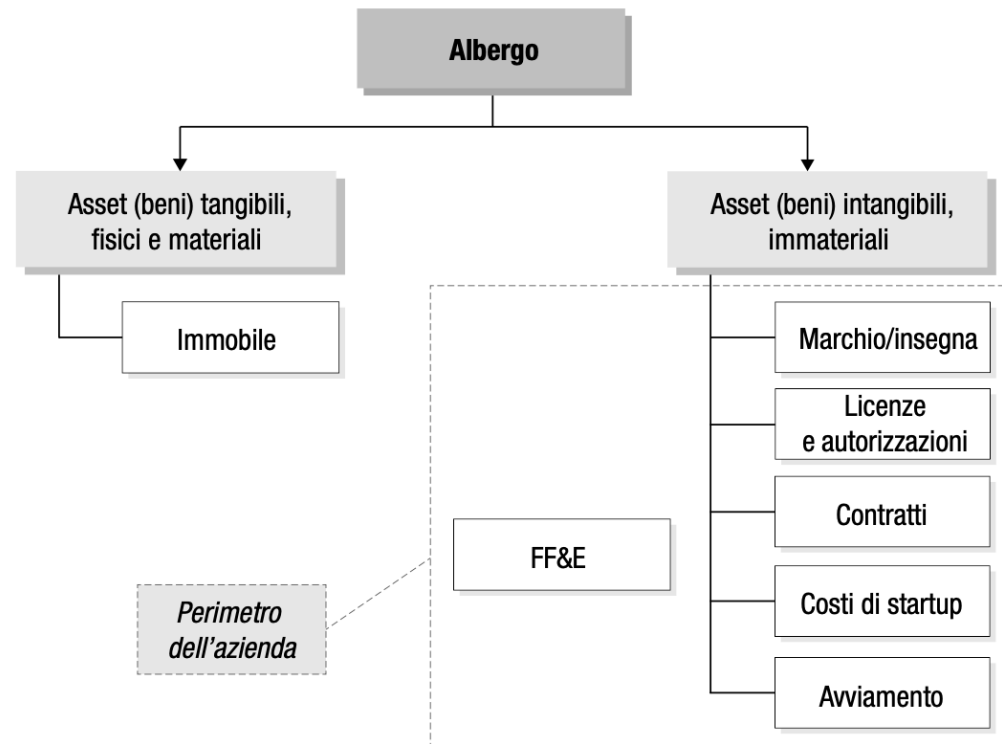 Albergo
Asset (beni) tangibili,
fisici e materiali
Asset (beni) intangibili,
immateriali
Immobile
Marchio/insegna
Licenze
e autorizzazioni
Contratti
FF&E
Costi di startup
Perimetro
dell’azienda
Avviamento